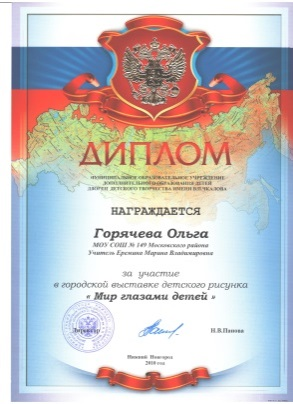 ДИПЛОМ
МУНИЦИПАЛЬНОЕ ОБРАЗОВАТЕЛЬНОЕ УЧРЕЖДЕНИЕ
ДОПОЛНИТЕЛЬНОГО ОБРАЗОВАНИЯ ДЕТЕЙ
ДВОРЕЦ ДЕТСКОГО ТВОРЧЕСТВА ИМЕНИ В.П.ЧКАЛОВА
НАГРАЖДАЕТСЯ
Горячева Ольга
МОУ СОШ № 149 Московского района
Учитель Марина Владимировна
за участие
в городской выставке детского рисунка
« Мир глазами детей »
Директор
Н.В.Панова
Нижний Новгород
2010 год